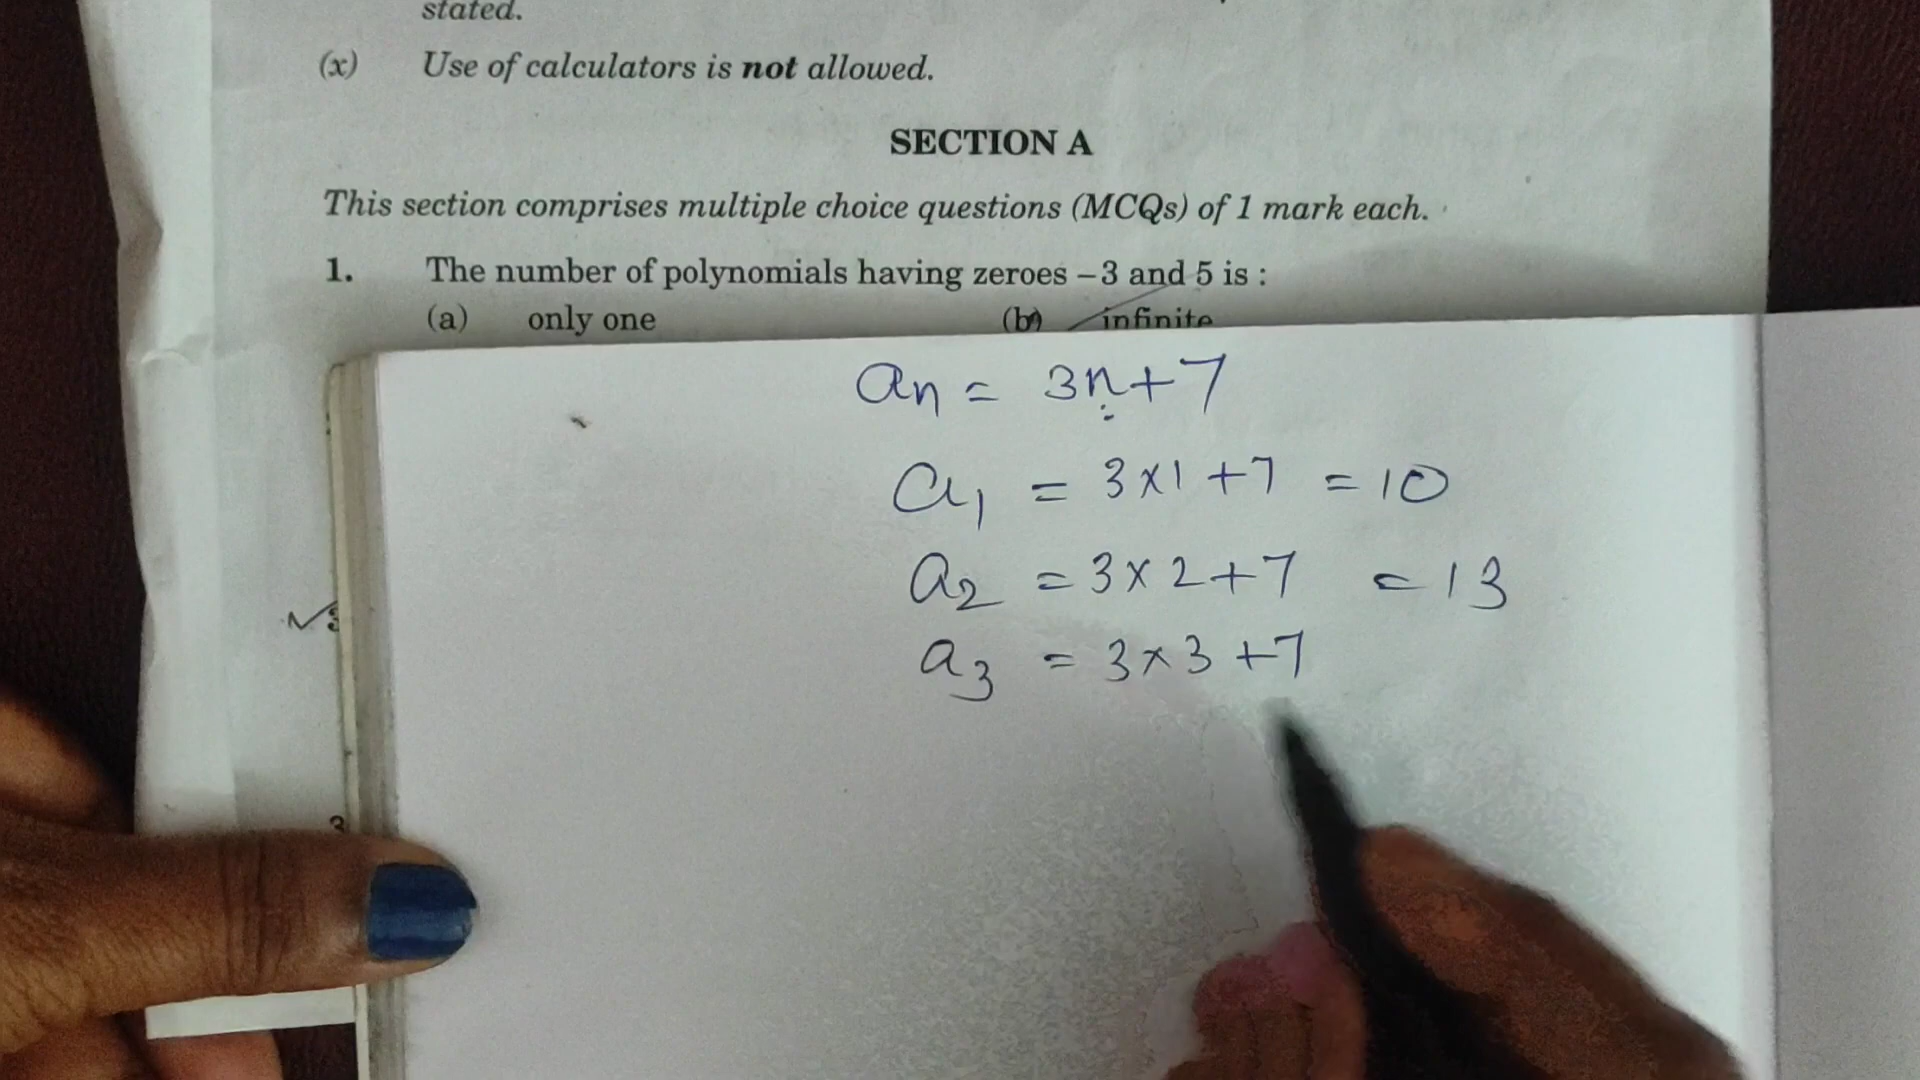 stated.
(x) Use of calculators is not allowed.
SECTION A
This section comprises multiple choice questions (MCQs) of 1 mark each.
1. The number of polynomials having zeroes –3 and 5 is :
(a) only one (b) infinite
an = 3n+7
a1 = 3×1+7 = 10
a2 = 3×2+7 = 13
a3 = 3×3+7
3